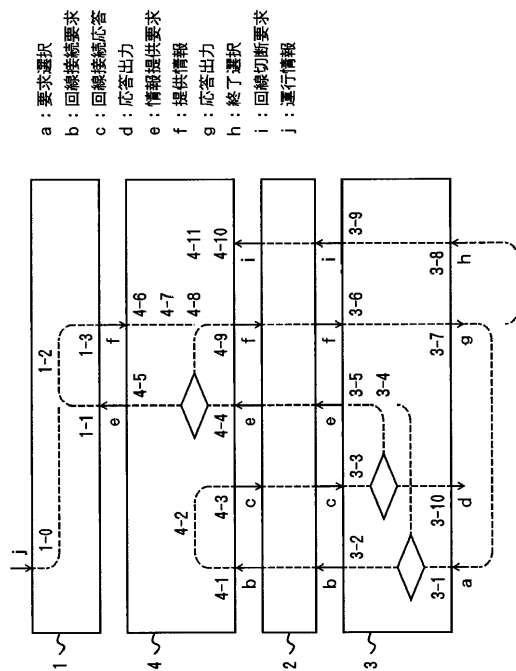 a：要求選択
b：回線接続要求
c：回線接続応答
d：応答出力
e：情報提供要求
f：提供情報
g：応答出力
h：終了選択
i：回線切断要求
j：運行情報
j
1-0
1-2
1-1
1-3
1
e
f
4-5
4-6
4-7
4-8
4-11
4-10
4-2
4-1
4-3
4-4
4-9
4
b
c
e
f
i
2
b
c
e
f
i
3-2
3-3
3-5
3-4
3-6
3-9
3-1
3-10
3-7
3-8
3
a
d
g
h